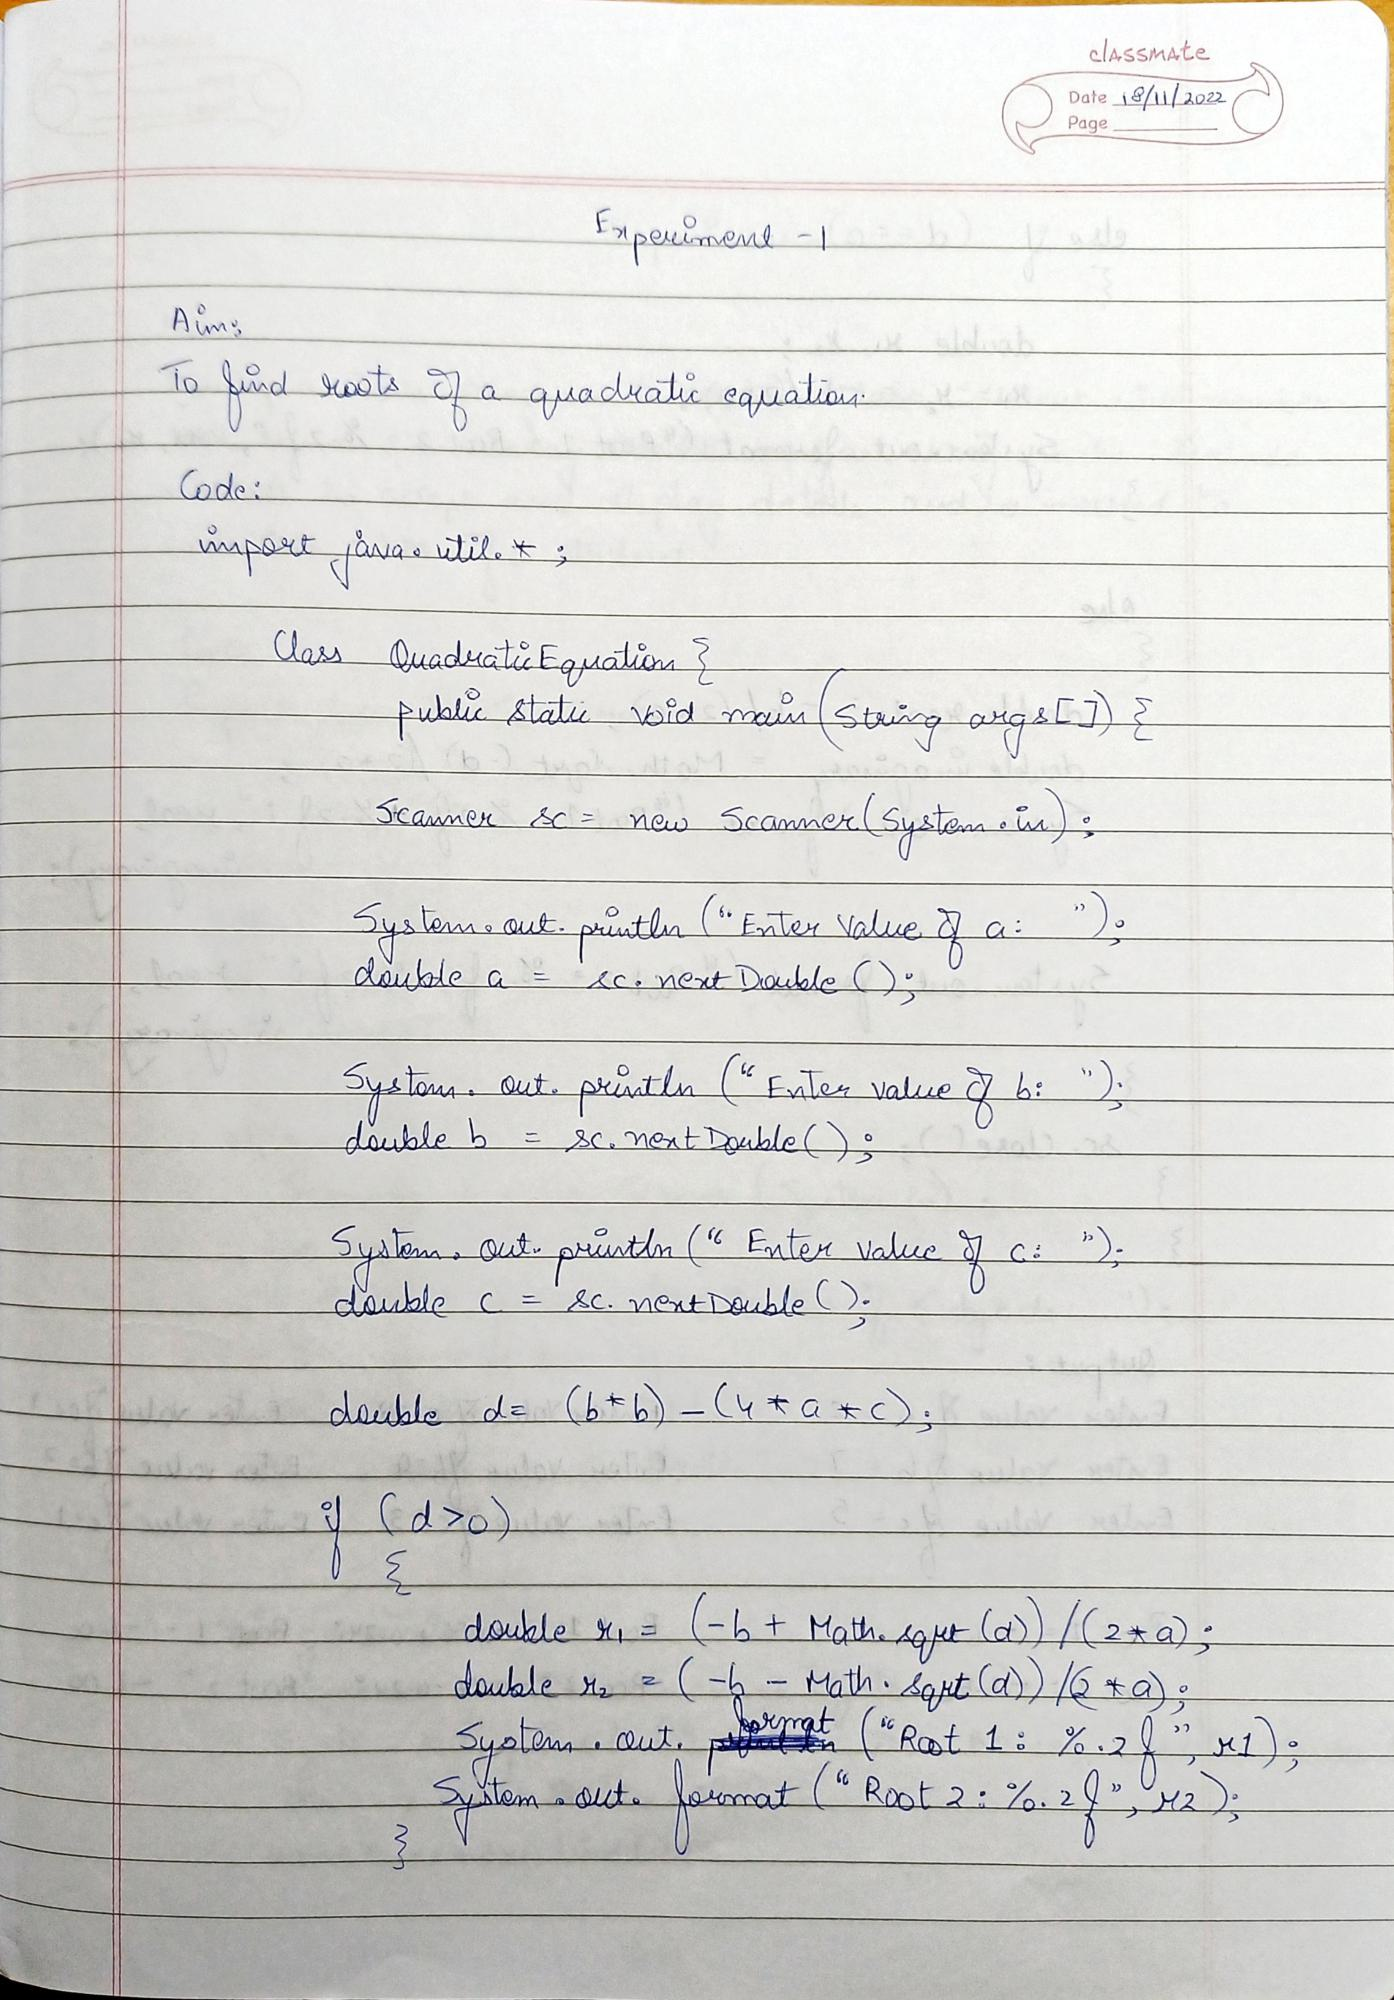 classmate
Date 18/11/2022
Page
Experiment -1
Aim:
To find roots of a quadratic equation.
Code:
import java.util.*;
Class QuadraticEquation {
public static void main(String args[]) {
Scanner sc = new Scanner(System.in);
System.out.println ("Enter value of a: ");
double a = sc.nextDouble ();
System.out.println ("Enter value of b: ");
double b = sc.nextDouble();
System.out.println (" Enter value of c: ");
double c = sc.nextDouble ();
double d= (b*b) - (4*a*c);
if (d>0)
{
double r1 = (-b + Math.sqrt (d)) /(2*a);
double r2 = (-b - Math.sqrt (d)) /(2*a);
System.out.format ("Root 1: %.2f", r1);
System.out.format ("Root 2: %.2f", r2);
}